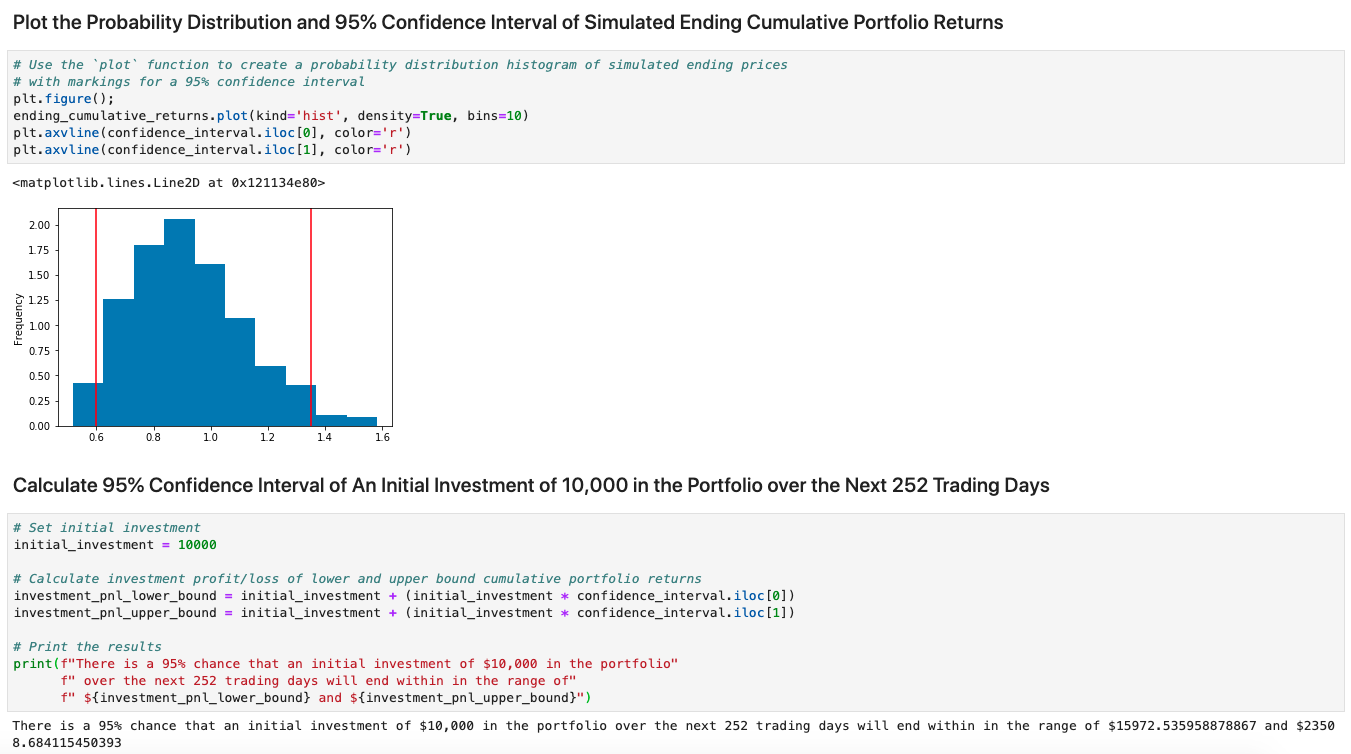 Plot the Probability Distribution and 95% Confidence Interval of Simulated Ending Cumulative Portfolio Returns
# Use the `plot` function to create a probability distribution histogram of simulated ending prices
# with markings for a 95% confidence interval
plt.figure();
ending_cumulative_returns.plot(kind='hist', density=True, bins=10)
plt.axvline(confidence_interval.iloc[0], color='r')
plt.axvline(confidence_interval.iloc[1], color='r')
<matplotlib.lines.Line2D at 0x121134e80>
2.00
1.75
1.50
1.25
1.00
0.75
0.50
0.25
0.00
Frequency
0.6 0.8 1.0 1.2 1.4 1.6
Calculate 95% Confidence Interval of An Initial Investment of 10,000 in the Portfolio over the Next 252 Trading Days
# Set initial investment
initial_investment = 10000
# Calculate investment profit/loss of lower and upper bound cumulative portfolio returns
investment_pnl_lower_bound = initial_investment + (initial_investment * confidence_interval.iloc[0])
investment_pnl_upper_bound = initial_investment + (initial_investment * confidence_interval.iloc[1])
# Print the results
print(f"There is a 95% chance that an initial investment of $10,000 in the portfolio"
f" over the next 252 trading days will end within in the range of"
f" ${investment_pnl_lower_bound} and ${investment_pnl_upper_bound}")
There is a 95% chance that an initial investment of $10,000 in the portfolio over the next 252 trading days will end within in the range of $15972.535958878867 and $2350
8.684115450393